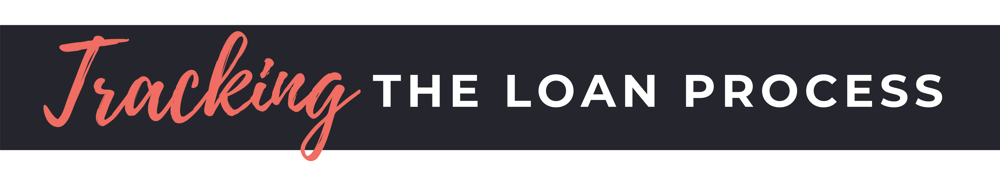 Tracking THE LOAN PROCESS